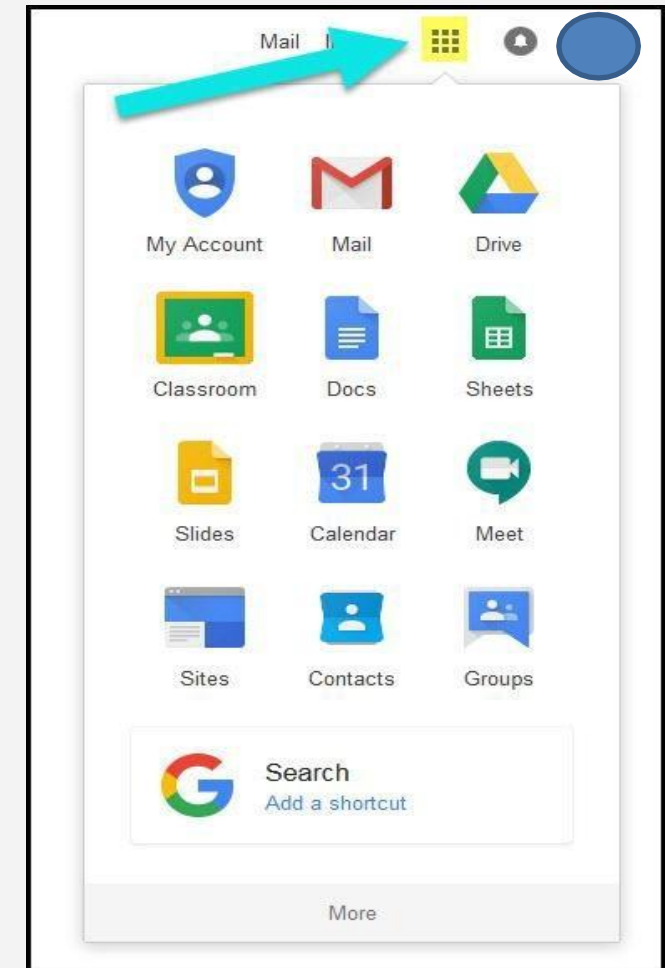 Mail
My Account Mail Drive
Classroom Docs Sheets
Slides Calendar Meet
31
Sites Contacts Groups
Search
Add a shortcut
More